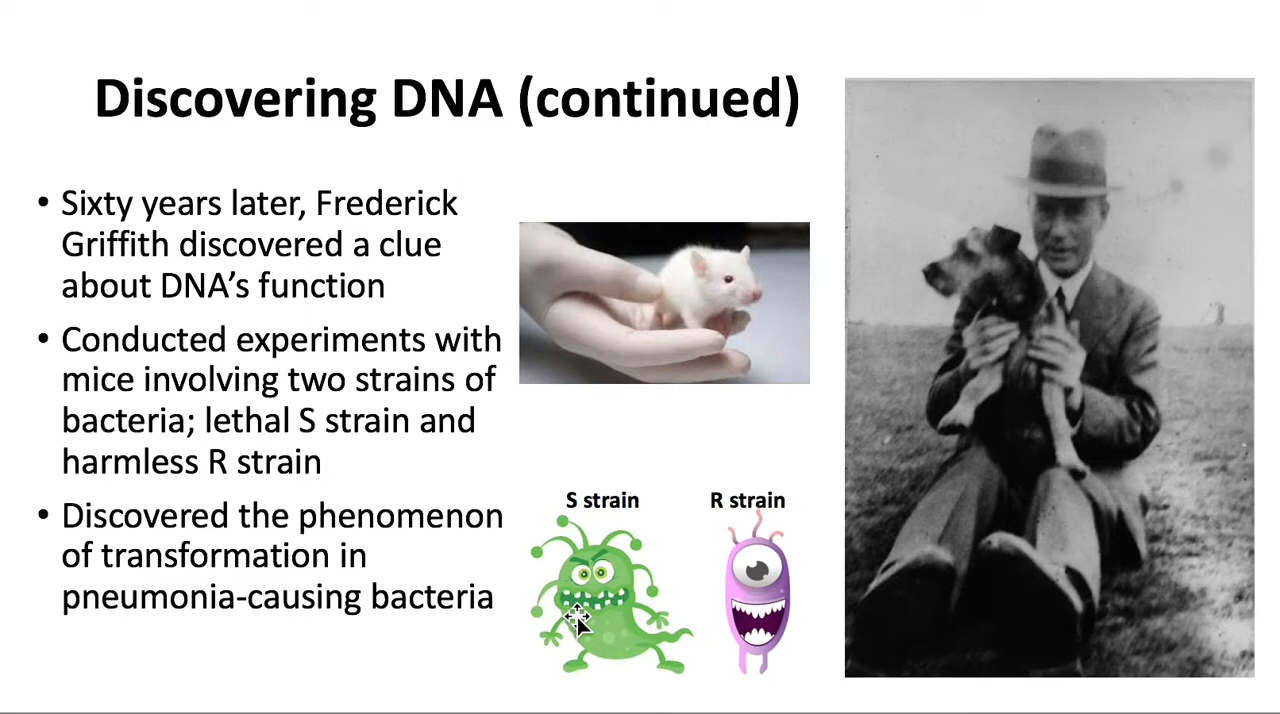 Discovering DNA (continued)
• Sixty years later, Frederick
Griffith discovered a clue
about DNA’s function
• Conducted experiments with
mice involving two strains of
bacteria; lethal S strain and
harmless R strain
• Discovered the phenomenon
of transformation in
pneumonia-causing bacteria
S strain
R strain